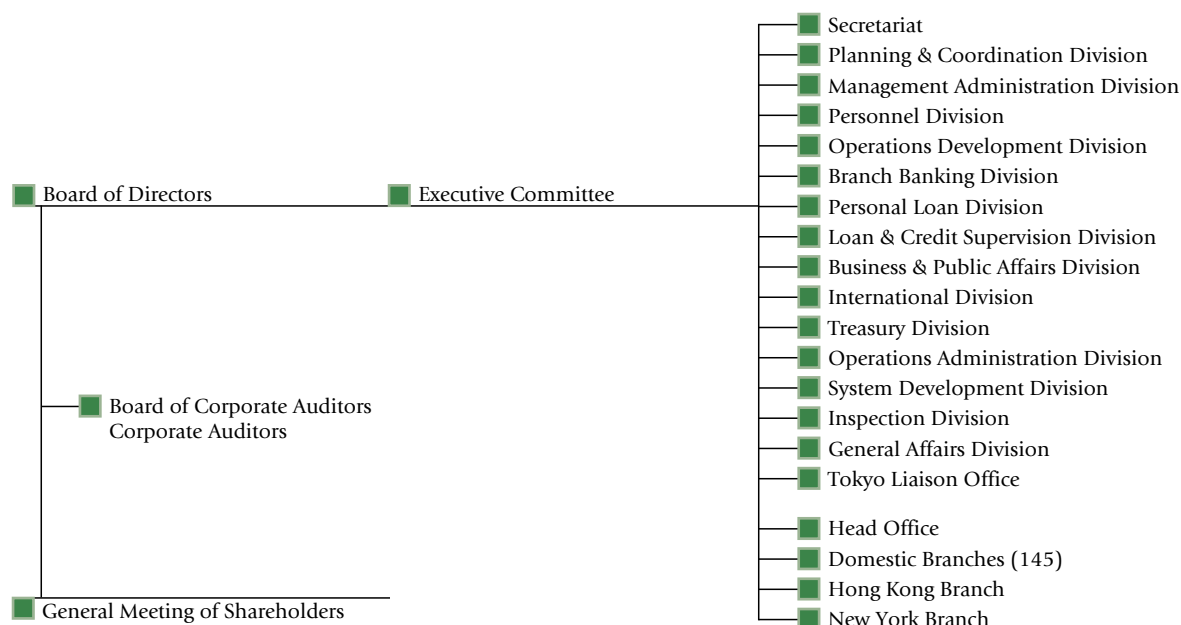 Board of Directors
Executive Committee
Board of Corporate Auditors
Corporate Auditors
General Meeting of Shareholders
Secretariat
Planning & Coordination Division
Management Administration Division
Personnel Division
Operations Development Division
Branch Banking Division
Personal Loan Division
Loan & Credit Supervision Division
Business & Public Affairs Division
International Division
Treasury Division
Operations Administration Division
System Development Division
Inspection Division
General Affairs Division
Tokyo Liaison Office
Head Office
Domestic Branches (145)
Hong Kong Branch
New York Branch